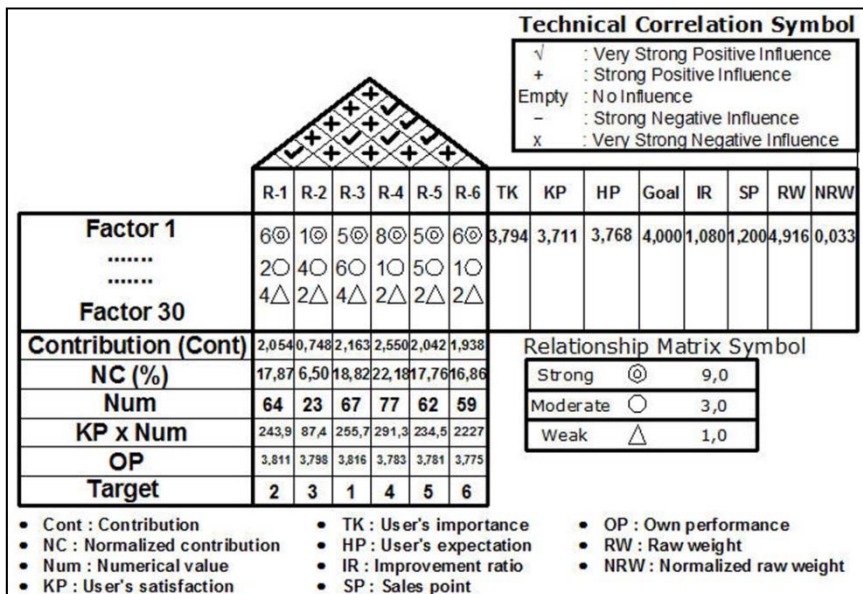 Technical Correlation Symbol
√ : Very Strong Positive Influence
+ : Strong Positive Influence
Empty : No Influence
− : Strong Negative Influence
x : Very Strong Negative Influence
R-1 R-2 R-3 R-4 R-5 R-6 TK KP HP Goal IR SP RW NRW
Factor 1 6◎ 1◎ 5◎ 8◎ 5◎ 6◎ 3,794 3,711 3,768 4,000 1,080 1,200 4,916 0,033
.......
2○ 4○ 6○ 1○ 5○ 1○
.......
4△ 2△ 4△ 2△ 2△ 2△
Factor 30
Contribution (Cont) 2,054 0,748 2,163 2,550 2,042 1,938
NC (%) 17,87 6,50 18,82 22,18 17,76 16,86
Num 64 23 67 77 62 59
KP x Num 243,9 87,4 255,7 291,3 234,5 2227
OP 3,811 3,798 3,816 3,783 3,781 3,775
Target 2 3 1 4 5 6
Relationship Matrix Symbol
Strong ◎ 9,0
Moderate ○ 3,0
Weak △ 1,0
• Cont : Contribution
• NC : Normalized contribution
• Num : Numerical value
• KP : User's satisfaction
• TK : User's importance
• HP : User's expectation
• IR : Improvement ratio
• SP : Sales point
• OP : Own performance
• RW : Raw weight
• NRW : Normalized raw weight